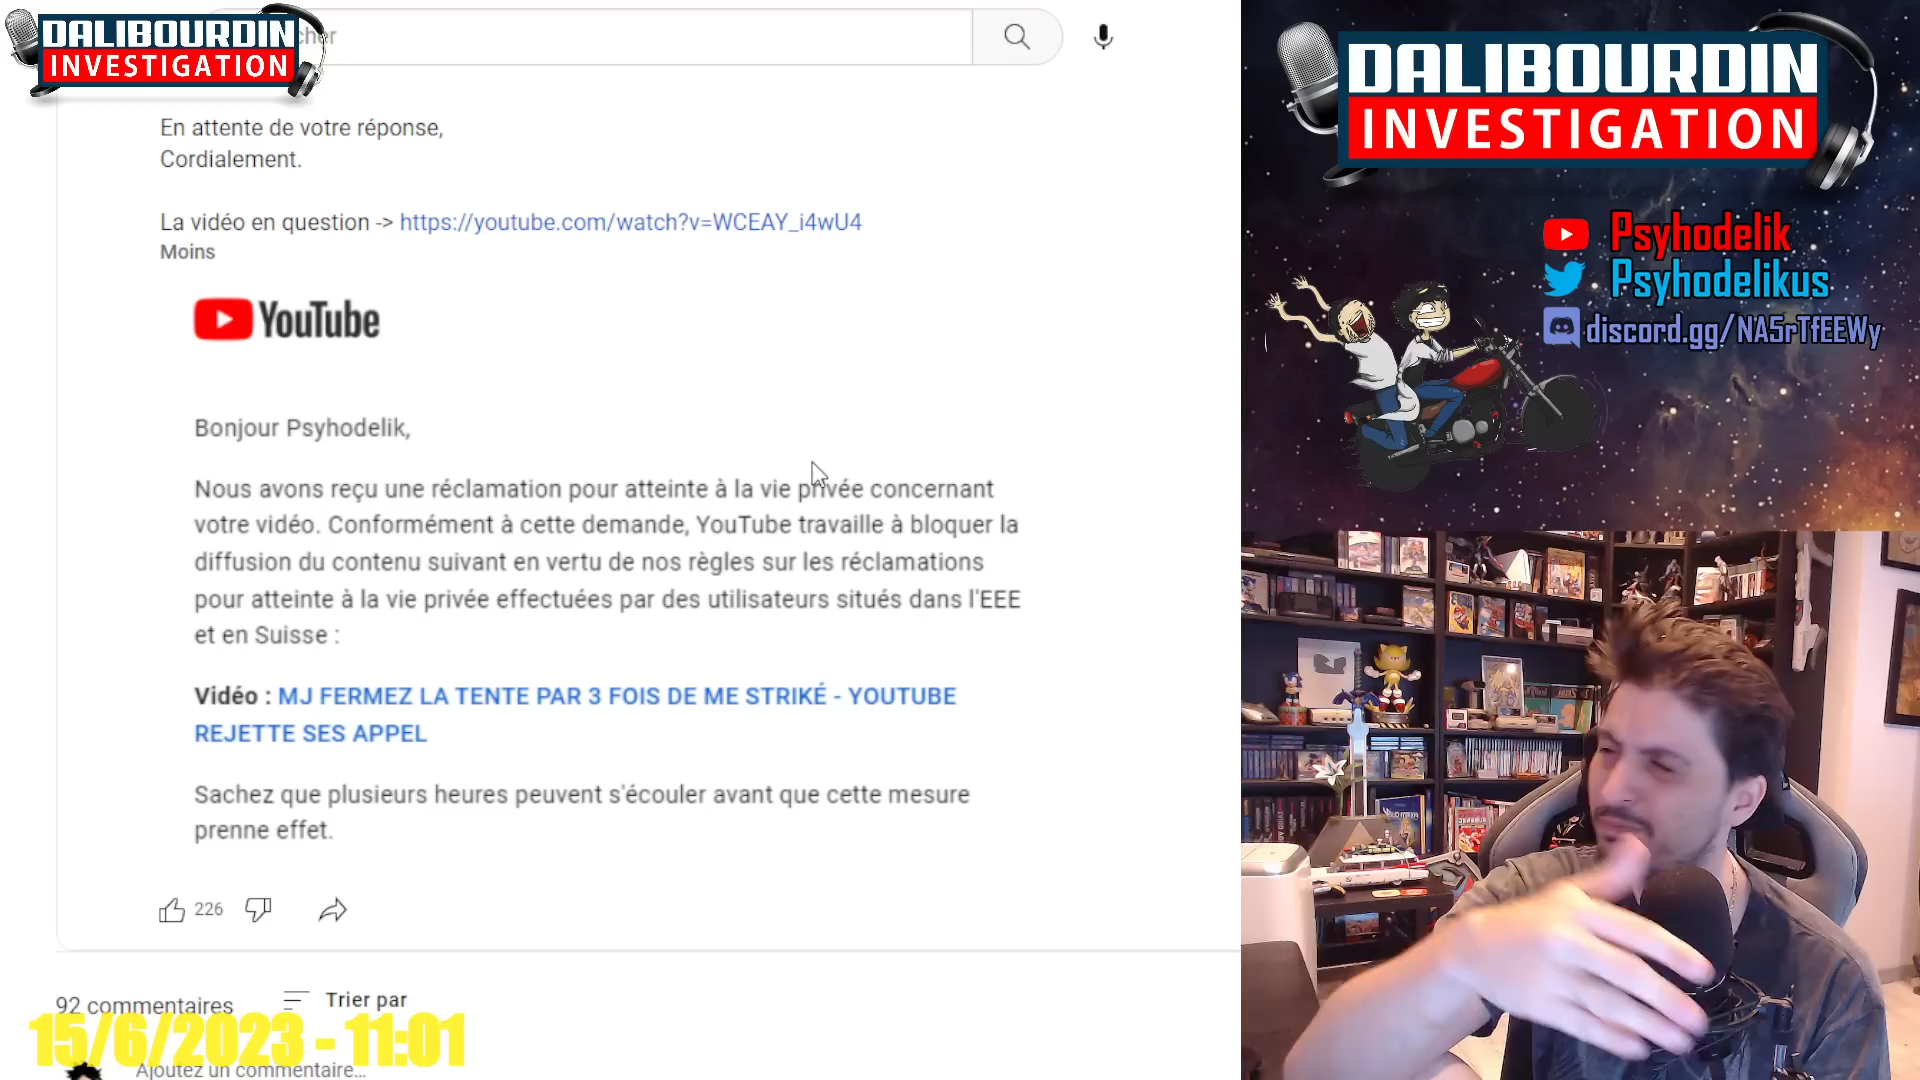 DALIBOURDIN
INVESTIGATION
cher
En attente de votre réponse,
Cordialement.
La vidéo en question -> https://youtube.com/watch?v=WCEAY_i4wU4
Moins
YouTube
Bonjour Psyhodelik,
Nous avons reçu une réclamation pour atteinte à la vie privée concernant
votre vidéo. Conformément à cette demande, YouTube travaille à bloquer la
diffusion du contenu suivant en vertu de nos règles sur les réclamations
pour atteinte à la vie privée effectuées par des utilisateurs situés dans l'EEE
et en Suisse :
Vidéo : MJ FERMEZ LA TENTE PAR 3 FOIS DE ME STRIKÉ - YOUTUBE
REJETTE SES APPEL
Sachez que plusieurs heures peuvent s'écouler avant que cette mesure
prenne effet.
226
92 commentaires
Trier par
15/6/2023 - 11:01
Ajoutez un commentaire...
DALIBOURDIN
INVESTIGATION
Psyhodelik
Psyhodelikus
discord.gg/NA5rTfEEWy